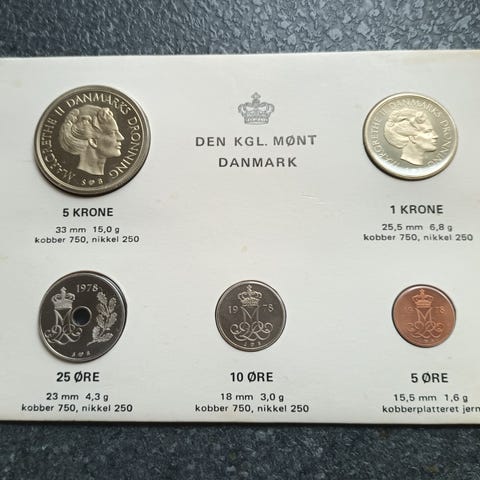 MARGRETHE II DANMARKS DRONNING
S B
DEN KGL. MØNT
DANMARK
MARGRETHE II DANMARKS DRONNING
5 KRONE
33 mm 15,0 g
kobber 750, nikkel 250
1 KRONE
25,5 mm 6,8 g
kobber 750, nikkel 250
1978
S B
1978
S B
1978
25 ØRE
23 mm 4,3 g
kobber 750, nikkel 250
10 ØRE
18 mm 3,0 g
kobber 750, nikkel 250
5 ØRE
15,5 mm 1,6 g
kobberplatteret jern